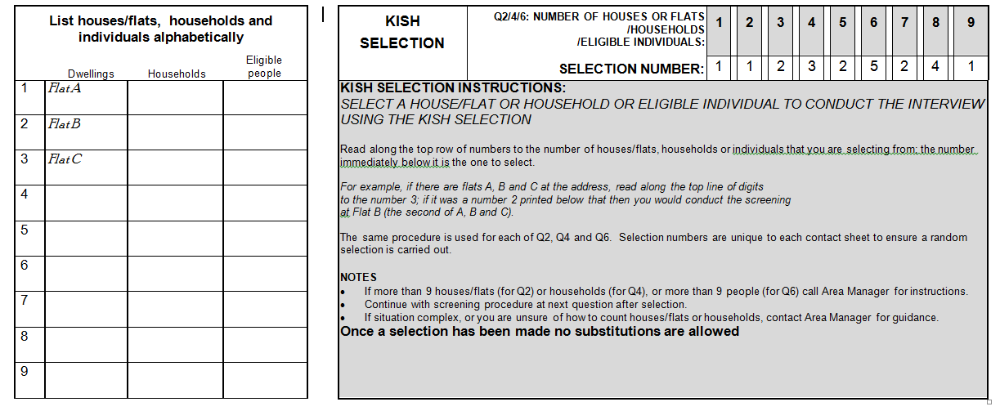 List houses/flats, households and
individuals alphabetically
Dwellings Households Eligible
people
1 Flat A
2 Flat B
3 Flat C
4
5
6
7
8
9
KISH
SELECTION
Q2/4/6: NUMBER OF HOUSES OR FLATS
/HOUSEHOLDS
/ELIGIBLE INDIVIDUALS:
1 2 3 4 5 6 7 8 9
SELECTION NUMBER: 1 1 2 3 2 5 2 4 1
KISH SELECTION INSTRUCTIONS:
SELECT A HOUSE/FLAT OR HOUSEHOLD OR ELIGIBLE INDIVIDUAL TO CONDUCT THE INTERVIEW
USING THE KISH SELECTION
Read along the top row of numbers to the number of houses/flats, households or individuals that you are selecting from; the number
immediately below it is the one to select.
For example, if there are flats A, B and C at the address, read along the top line of digits
to the number 3; if it was a number 2 printed below that then you would conduct the screening
at Flat B (the second of A, B and C).
The same procedure is used for each of Q2, Q4 and Q6. Selection numbers are unique to each contact sheet to ensure a random
selection is carried out.
NOTES
• If more than 9 houses/flats (for Q2) or households (for Q4), or more than 9 people (for Q6) call Area Manager for instructions.
• Continue with screening procedure at next question after selection.
• If situation complex, or you are unsure of how to count houses/flats or households, contact Area Manager for guidance.
Once a selection has been made no substitutions are allowed